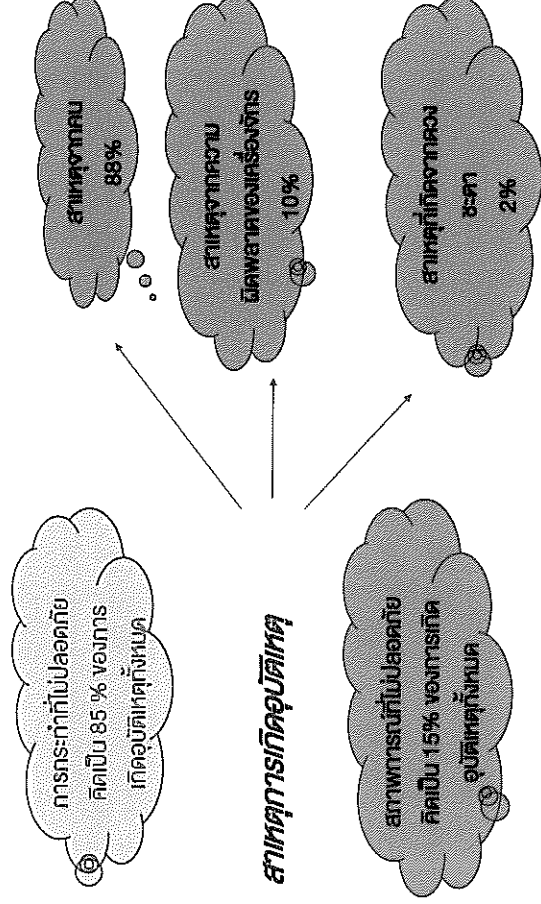 การกระทำที่ไม่ปลอดภัย
คิดเป็น 85 % ของการ
เกิดอุบัติเหตุทั้งหมด
สาเหตุการเกิดอุบัติเหตุ
สภาพการณ์ที่ไม่ปลอดภัย
คิดเป็น 15% ของการเกิด
อุบัติเหตุทั้งหมด
สาเหตุจากคน
88%
สาเหตุจากความ
ผิดพลาดของเครื่องจักร
10%
สาเหตุที่เกิดจากดวง
ชะตา
2%